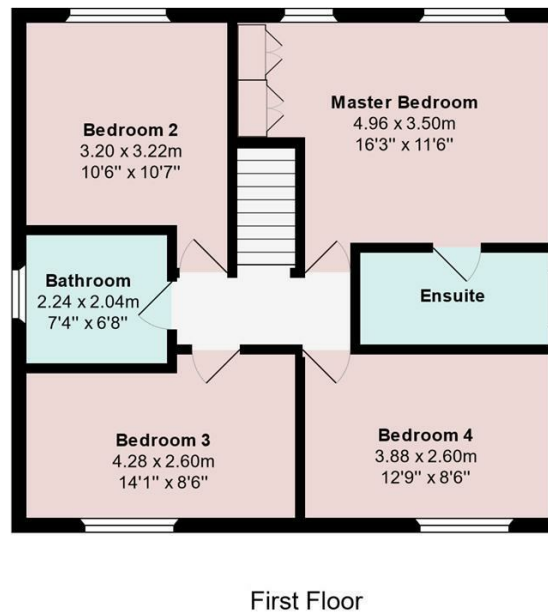 Bedroom 2
3.20 x 3.22m
10'6" x 10'7"
Master Bedroom
4.96 x 3.50m
16'3" x 11'6"
Bathroom
2.24 x 2.04m
7'4" x 6'8"
Ensuite
Bedroom 3
4.28 x 2.60m
14'1" x 8'6"
Bedroom 4
3.88 x 2.60m
12'9" x 8'6"
First Floor